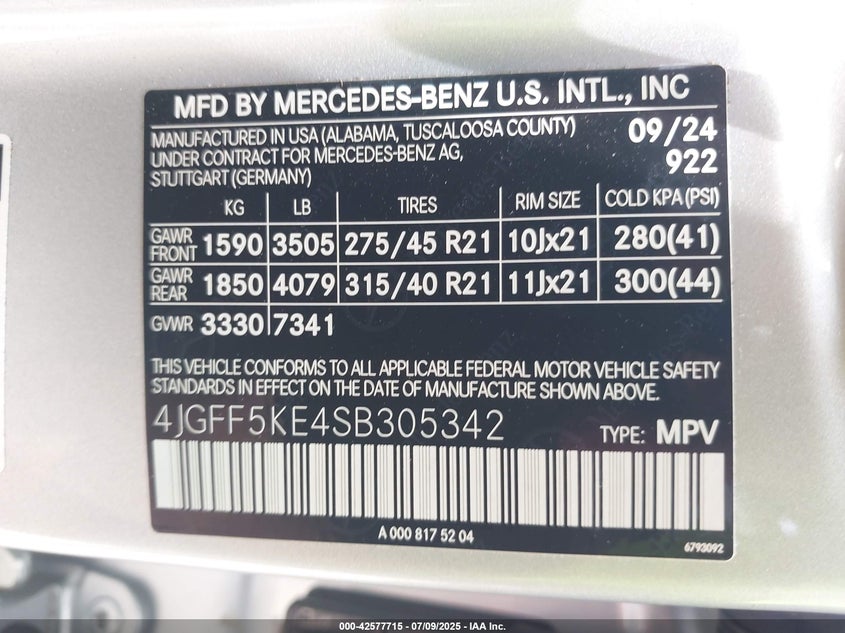 MFD BY MERCEDES-BENZ U.S. INTL., INC
MANUFACTURED IN USA (ALABAMA, TUSCALOOSA COUNTY) 09/24
UNDER CONTRACT FOR MERCEDES-BENZ AG, 922
STUTTGART (GERMANY)
KG LB TIRES RIM SIZE COLD KPA (PSI)
GAWR FRONT 1590 3505 275/45 R21 10Jx21 280(41)
GAWR REAR 1850 4079 315/40 R21 11Jx21 300(44)
GVWR 3330 7341
THIS VEHICLE CONFORMS TO ALL APPLICABLE FEDERAL MOTOR VEHICLE SAFETY
STANDARDS IN EFFECT ON THE DATE OF MANUFACTURE SHOWN ABOVE.
4JGFF5KE4SB305342 TYPE: MPV
A 000 817 52 04
6793092
000-42577715 - 07/09/2025 - IAA Inc.